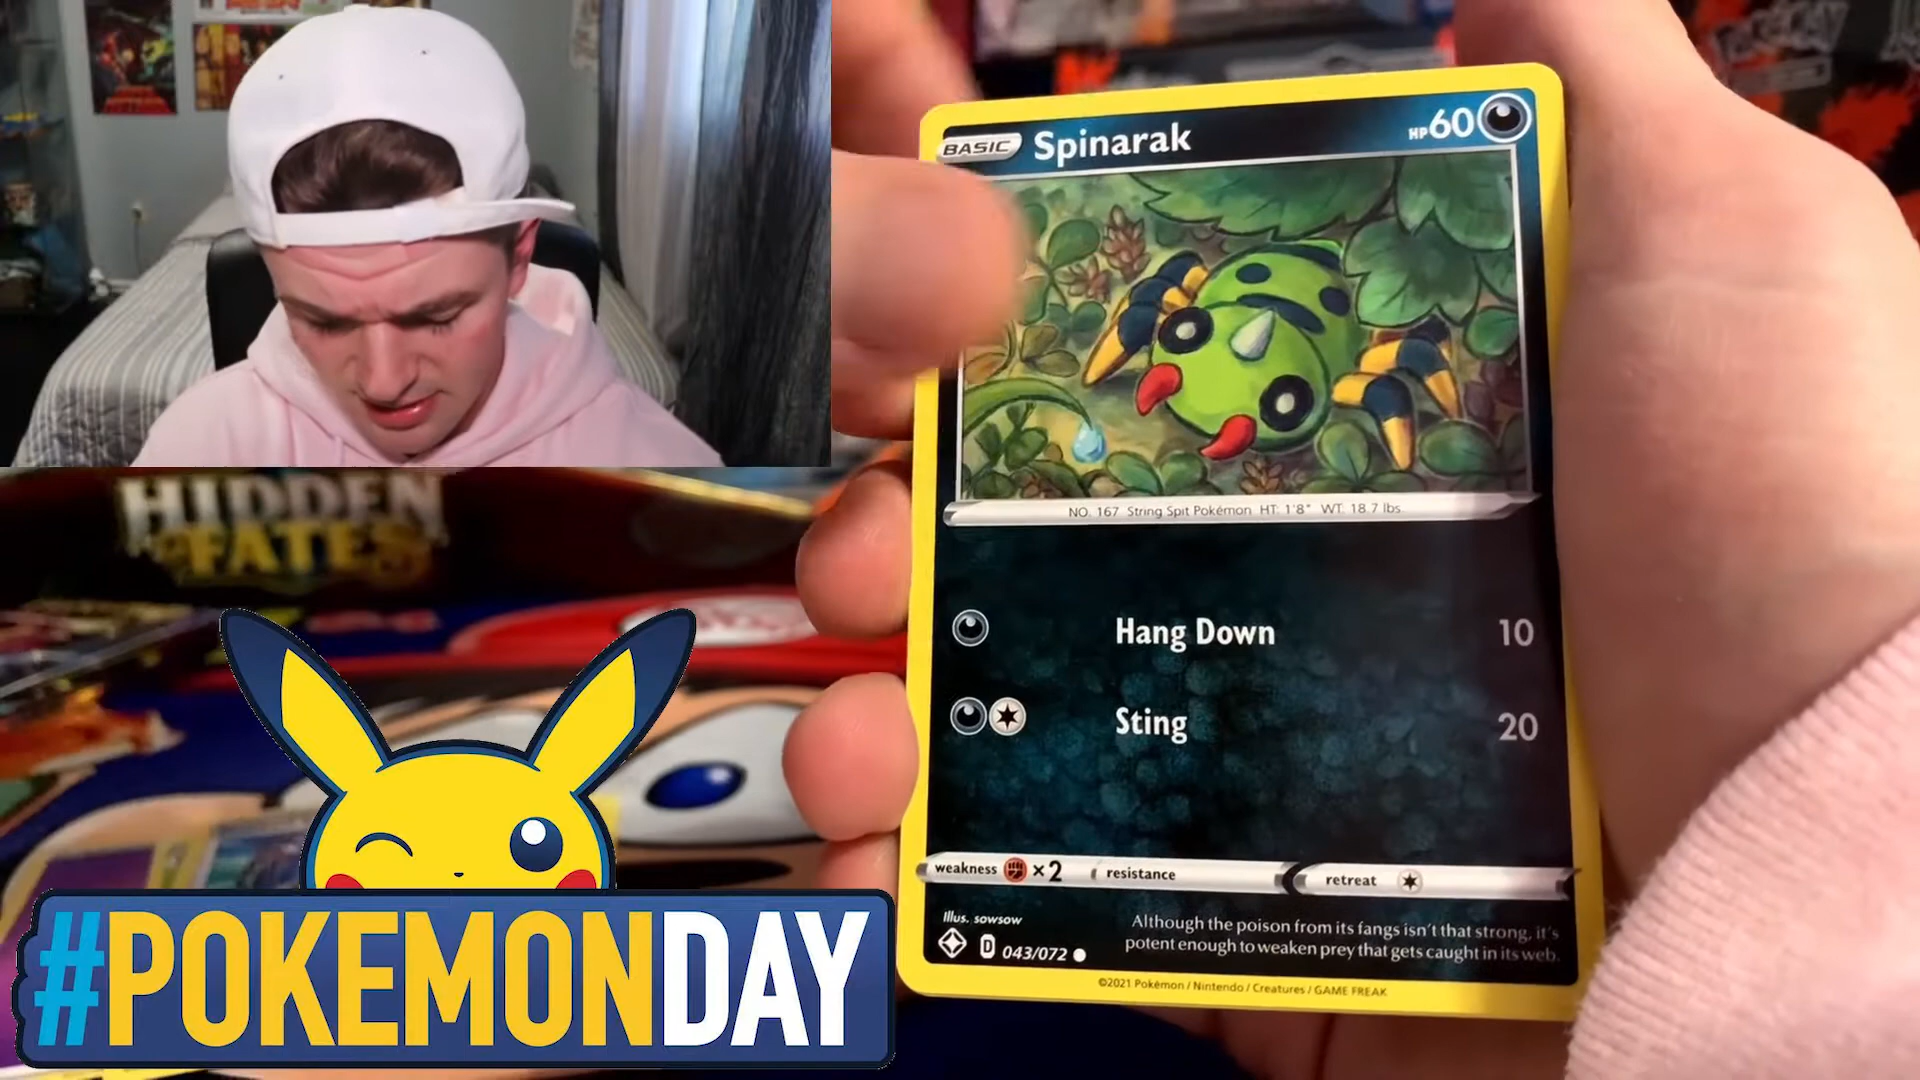 BASIC Spinarak HP60
NO. 167 String Spit Pokémon HT: 1'8" WT: 18.7 lbs.
Hang Down 10
Sting 20
weakness ×2 resistance retreat
Illus. sowsow
D 043/072
Although the poison from its fangs isn't that strong, it's
potent enough to weaken prey that gets caught in its web.
©2021 Pokémon / Nintendo / Creatures / GAME FREAK
HIDDEN
FATES
#POKEMONDAY